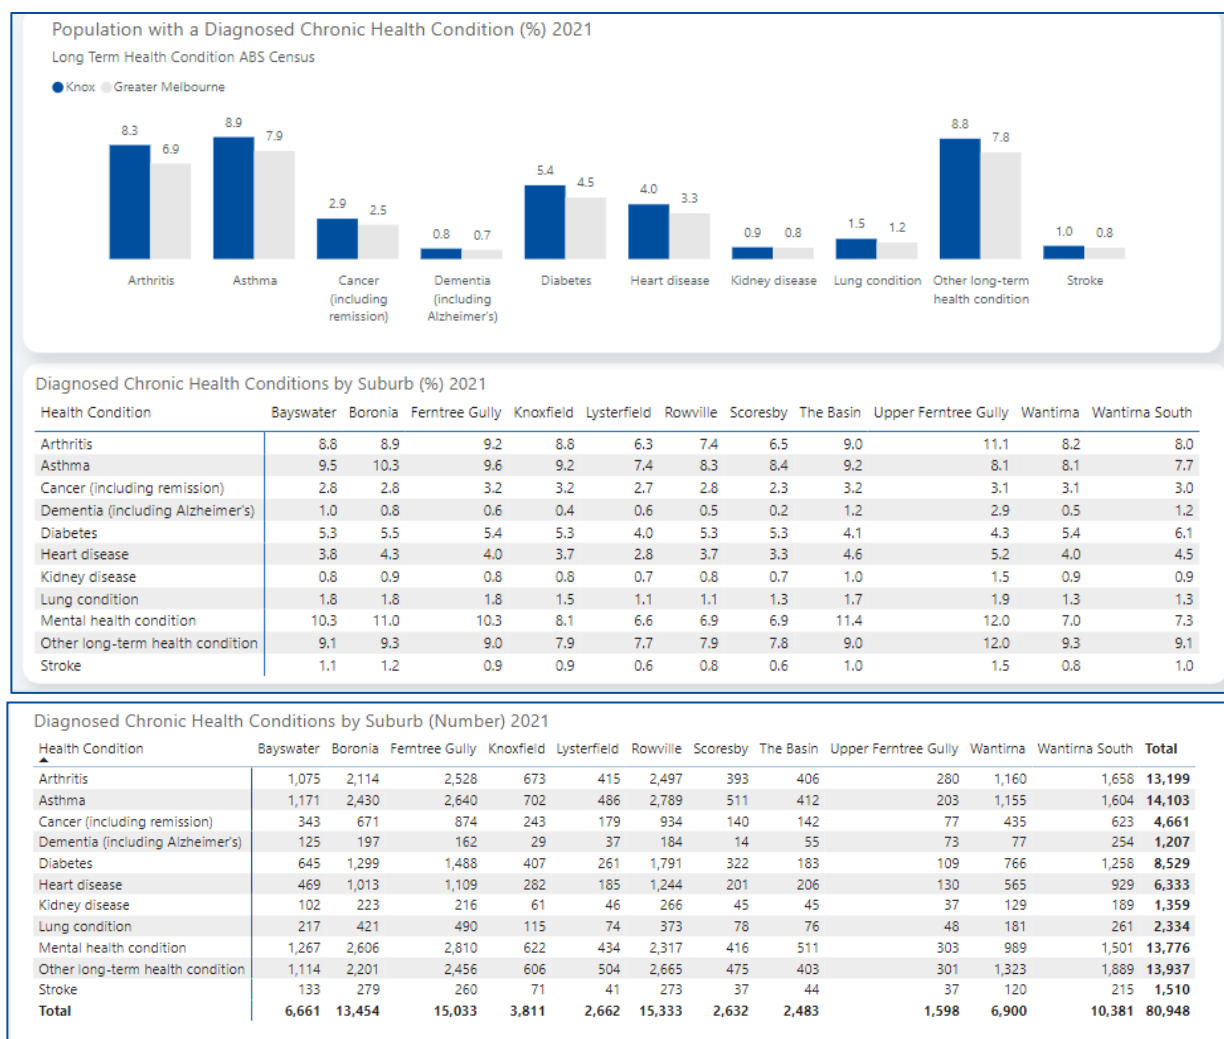 Population with a Diagnosed Chronic Health Condition (%) 2021
Long Term Health Condition ABS Census
Knox Greater Melbourne
8.3 6.9 8.9 7.9 2.9 2.5 0.8 0.7 5.4 4.5 4.0 3.3 0.9 0.8 1.5 1.2 8.8 7.8 1.0 0.8
Arthritis Asthma Cancer Dementia Diabetes Heart disease Kidney disease Lung condition Other long-term Stroke
(including (including health condition
remission) Alzheimer's)
Diagnosed Chronic Health Conditions by Suburb (%) 2021
Health Condition Bayswater Boronia Ferntree Gully Knoxfield Lysterfield Rowville Scoresby The Basin Upper Ferntree Gully Wantirna Wantirna South
Arthritis 8.8 8.9 9.2 8.8 6.3 7.4 6.5 9.0 11.1 8.2 8.0
Asthma 9.5 10.3 9.6 9.2 7.4 8.3 8.4 9.2 8.1 8.1 7.7
Cancer (including remission) 2.8 2.8 3.2 3.2 2.7 2.8 2.3 3.2 3.1 3.1 3.0
Dementia (including Alzheimer's) 1.0 0.8 0.6 0.4 0.6 0.5 0.2 1.2 2.9 0.5 1.2
Diabetes 5.3 5.5 5.4 5.3 4.0 5.3 5.3 4.1 4.3 5.4 6.1
Heart disease 3.8 4.3 4.0 3.7 2.8 3.7 3.3 4.6 5.2 4.0 4.5
Kidney disease 0.8 0.9 0.8 0.8 0.7 0.8 0.7 1.0 1.5 0.9 0.9
Lung condition 1.8 1.8 1.8 1.5 1.1 1.1 1.3 1.7 1.9 1.3 1.3
Mental health condition 10.3 11.0 10.3 8.1 6.6 6.9 6.9 11.4 12.0 7.0 7.3
Other long-term health condition 9.1 9.3 9.0 7.9 7.7 7.9 7.8 9.0 12.0 9.3 9.1
Stroke 1.1 1.2 0.9 0.9 0.6 0.8 0.6 1.0 1.5 0.8 1.0
Diagnosed Chronic Health Conditions by Suburb (Number) 2021
Health Condition Bayswater Boronia Ferntree Gully Knoxfield Lysterfield Rowville Scoresby The Basin Upper Ferntree Gully Wantirna Wantirna South Total
Arthritis 1,075 2,114 2,528 673 415 2,497 393 406 280 1,160 1,658 13,199
Asthma 1,171 2,430 2,640 702 486 2,789 511 412 203 1,155 1,604 14,103
Cancer (including remission) 343 671 874 243 179 934 140 142 77 435 623 4,661
Dementia (including Alzheimer's) 125 197 162 29 37 184 14 55 73 77 254 1,207
Diabetes 645 1,299 1,488 407 261 1,791 322 183 109 766 1,258 8,529
Heart disease 469 1,013 1,109 282 185 1,244 201 206 130 565 929 6,333
Kidney disease 102 223 216 61 46 266 45 45 37 129 189 1,359
Lung condition 217 421 490 115 74 373 78 76 48 181 261 2,334
Mental health condition 1,267 2,606 2,810 622 434 2,317 416 511 303 989 1,501 13,776
Other long-term health condition 1,114 2,201 2,456 606 504 2,665 475 403 301 1,323 1,889 13,937
Stroke 133 279 260 71 41 273 37 44 37 120 215 1,510
Total 6,661 13,454 15,033 3,811 2,662 15,333 2,632 2,483 1,598 6,900 10,381 80,948